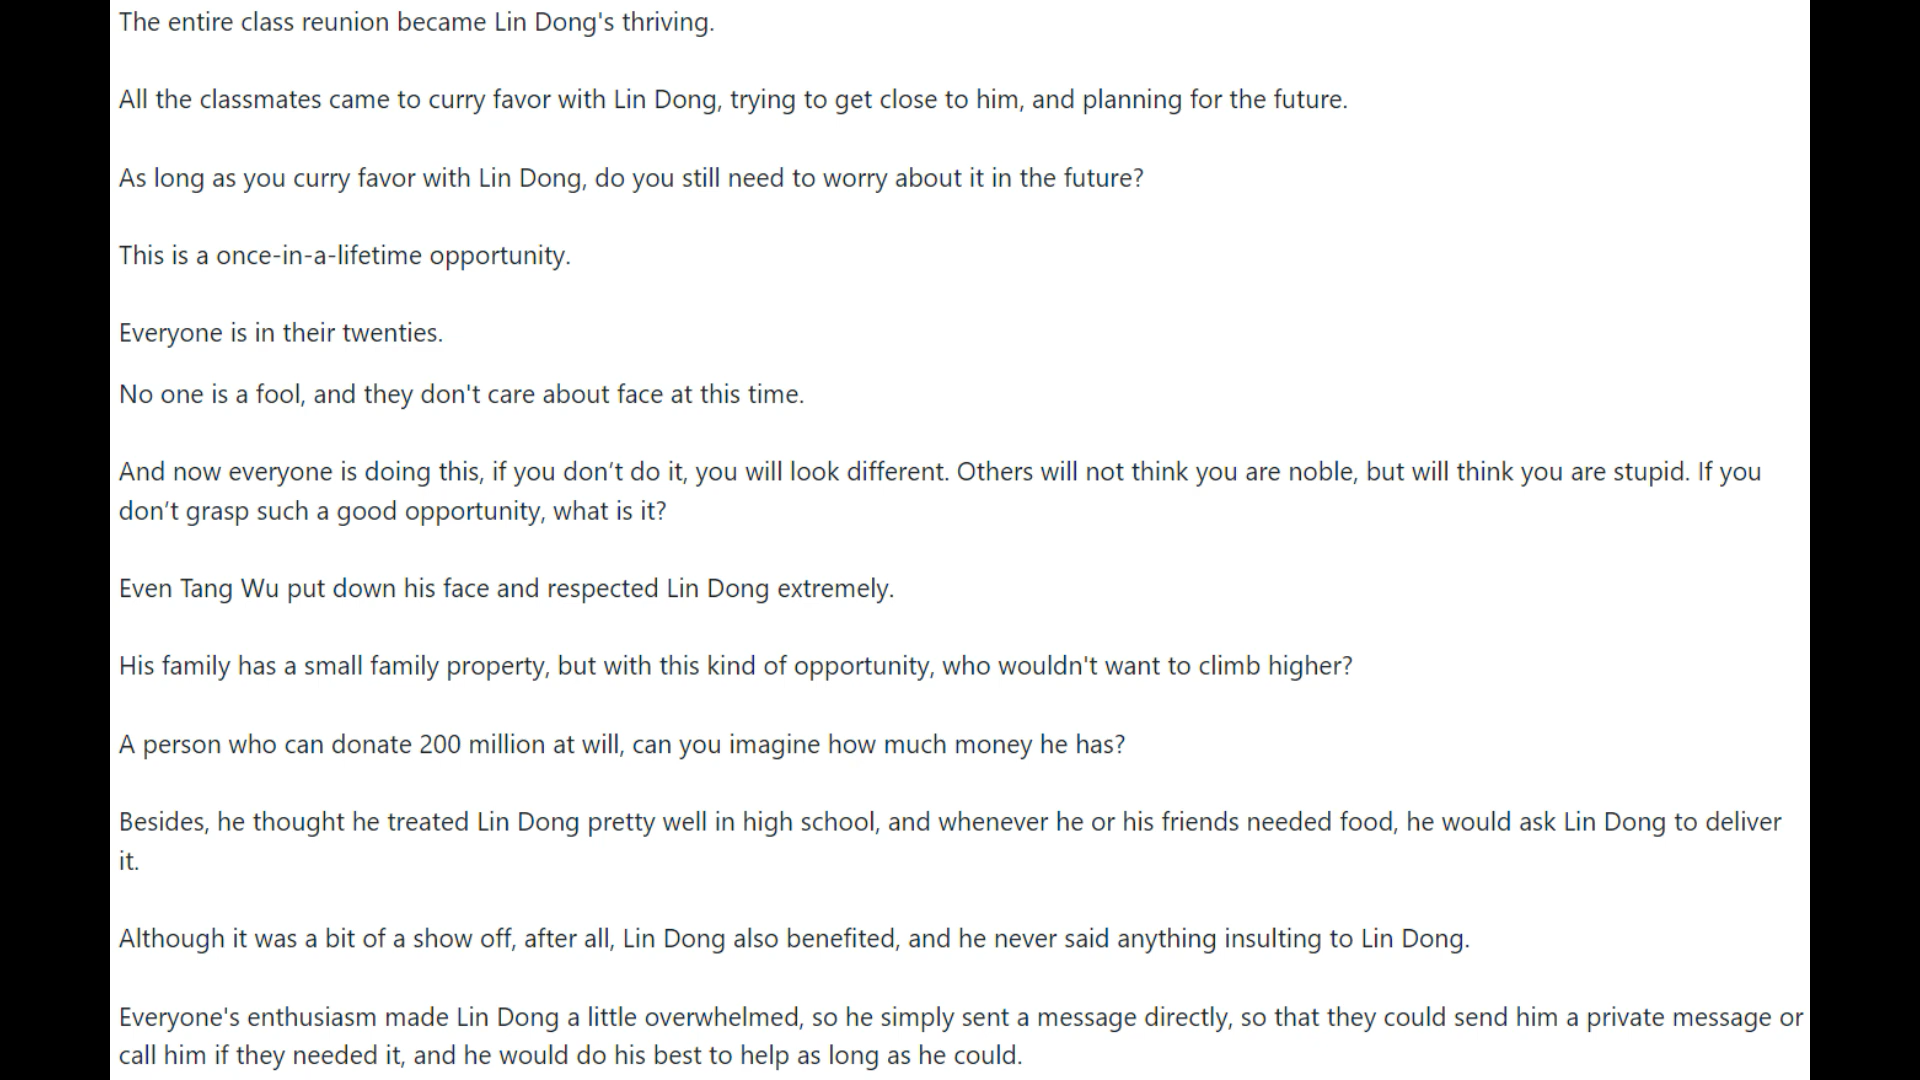 The entire class reunion became Lin Dong's thriving.
All the classmates came to curry favor with Lin Dong, trying to get close to him, and planning for the future.
As long as you curry favor with Lin Dong, do you still need to worry about it in the future?
This is a once-in-a-lifetime opportunity.
Everyone is in their twenties.
No one is a fool, and they don't care about face at this time.
And now everyone is doing this, if you don’t do it, you will look different. Others will not think you are noble, but will think you are stupid. If you
don’t grasp such a good opportunity, what is it?
Even Tang Wu put down his face and respected Lin Dong extremely.
His family has a small family property, but with this kind of opportunity, who wouldn't want to climb higher?
A person who can donate 200 million at will, can you imagine how much money he has?
Besides, he thought he treated Lin Dong pretty well in high school, and whenever he or his friends needed food, he would ask Lin Dong to deliver
it.
Although it was a bit of a show off, after all, Lin Dong also benefited, and he never said anything insulting to Lin Dong.
Everyone's enthusiasm made Lin Dong a little overwhelmed, so he simply sent a message directly, so that they could send him a private message or
call him if they needed it, and he would do his best to help as long as he could.